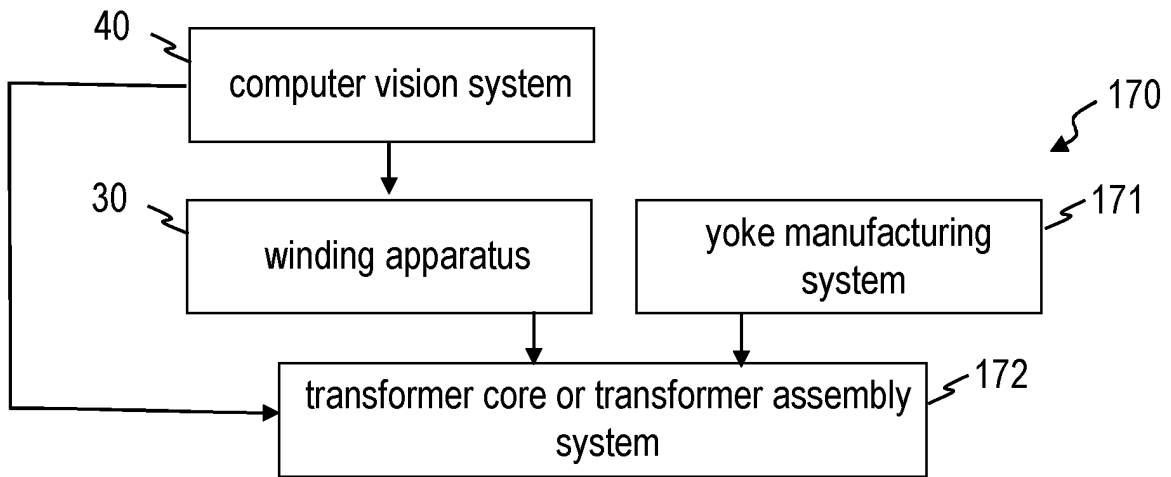 40
computer vision system
170
30
171
winding apparatus
yoke manufacturing
system
172
transformer core or transformer assembly
system